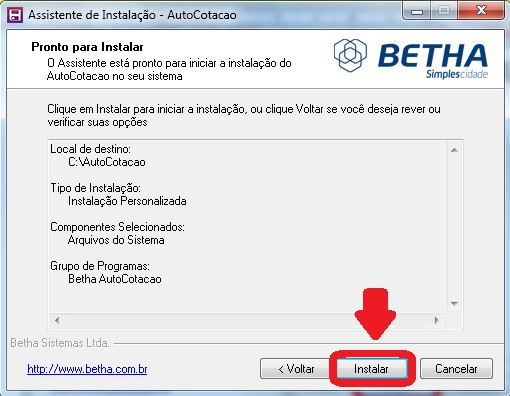 Assistente de Instalação - AutoCotacao
Pronto para Instalar
O Assistente está pronto para iniciar a instalação do
AutoCotacao no seu sistema
BETHA
Simplescidade
Clique em Instalar para iniciar a instalação, ou clique Voltar se você deseja rever ou
verificar suas opções
Local de destino:
C:\AutoCotacao
Tipo de Instalação:
Instalação Personalizada
Componentes Selecionados:
Arquivos do Sistema
Grupo de Programas:
Betha AutoCotacao
Betha Sistemas Ltda.
http://www.betha.com.br
< Voltar
Instalar
Cancelar